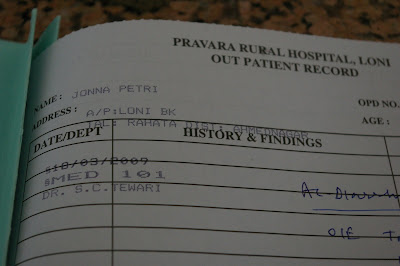 PRAVARA RURAL HOSPITAL, LONI
OUT PATIENT RECORD
NAME: JONNA PETRI
OPD NO.
ADDRESS: A/P:LONI BK
AGE:
TAL: RAHATA DIST: AHMEDNAGAR
DATE/DEPT HISTORY & FINDINGS
$18/03/2009
$MED 101
DR. S.C.TEWARI
O/E